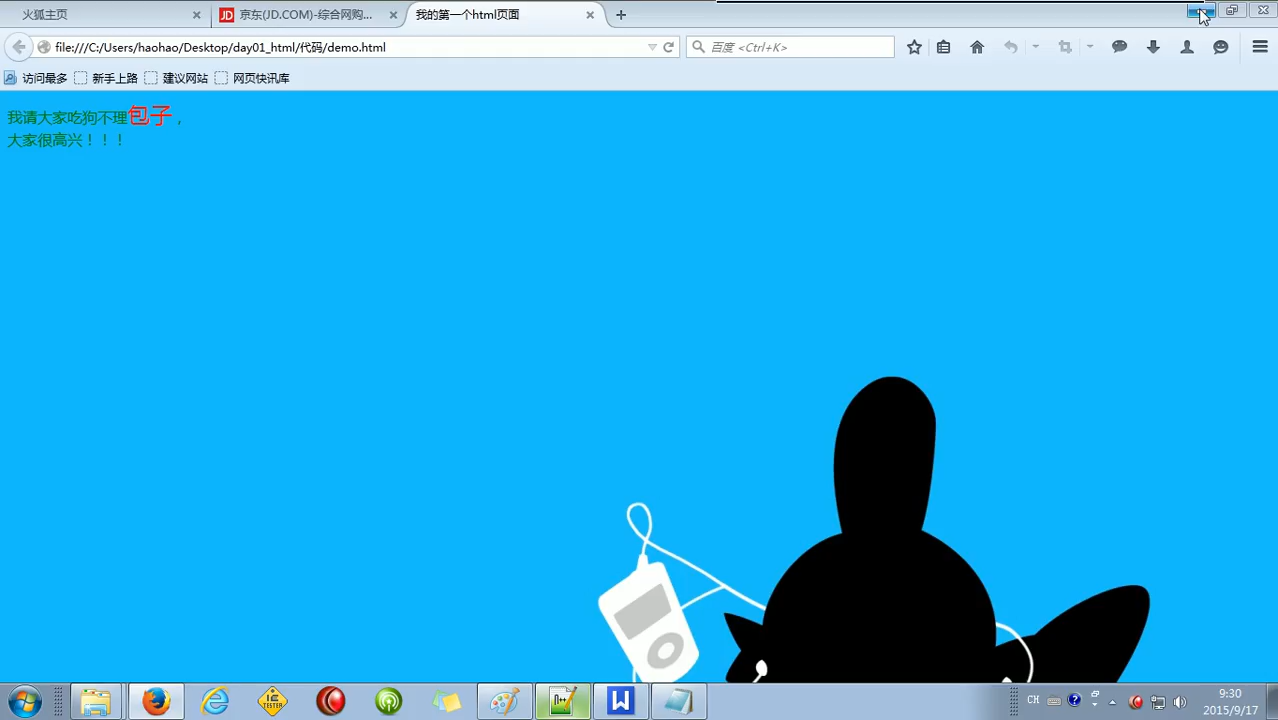 火狐主页
JD 京东(JD.COM)-综合网购...
我的第一个html页面
file:///C:/Users/haohao/Desktop/day01_html/代码/demo.html
百度 <Ctrl+K>
访问最多 新手上路 建议网站 网页快讯库
我请大家吃狗不理包子，
大家很高兴！！！
IE TESTER
W
CH
9:30
2015/9/17